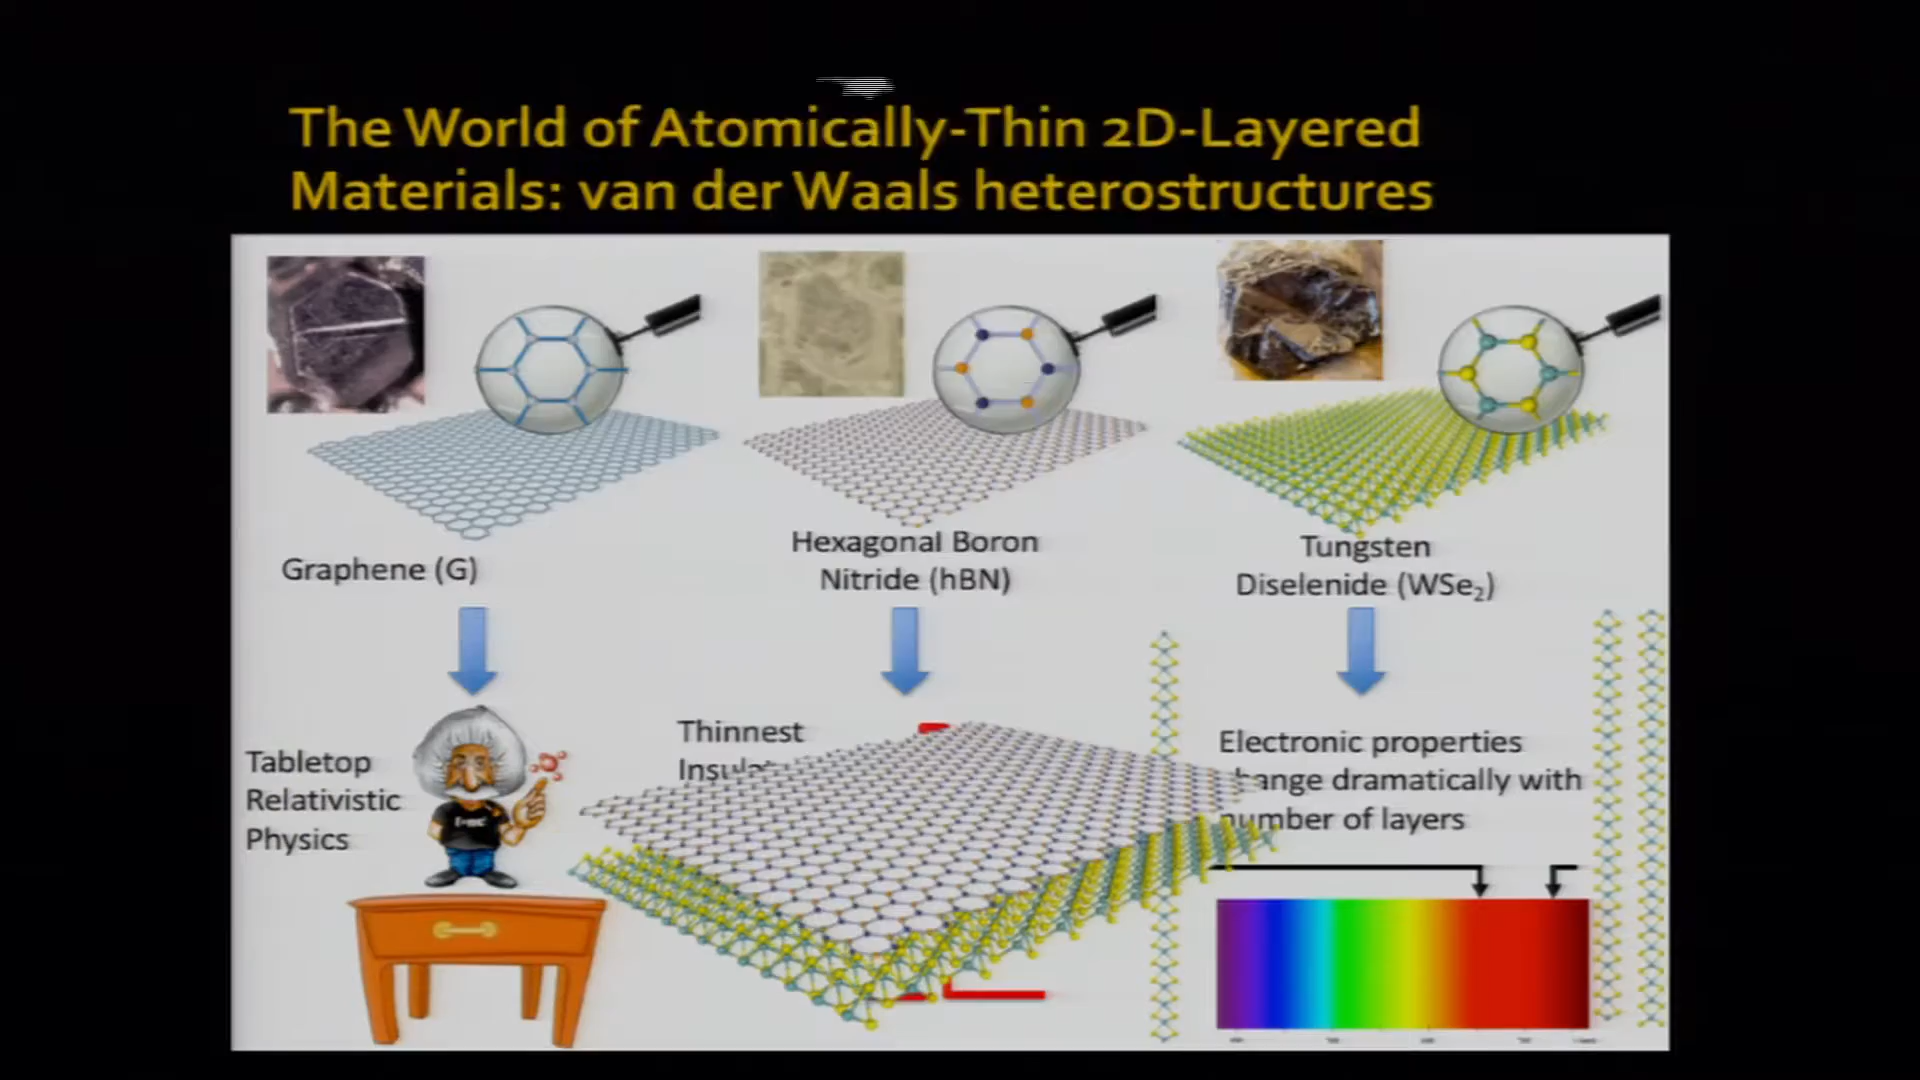 The World of Atomically-Thin 2D-Layered
Materials: van der Waals heterostructures
Graphene (G)
Hexagonal Boron
Nitride (hBN)
Tungsten
Diselenide (WSe₂)
Tabletop
Relativistic
Physics
Thinnest
Electronic properties
dramatically with
number of layers